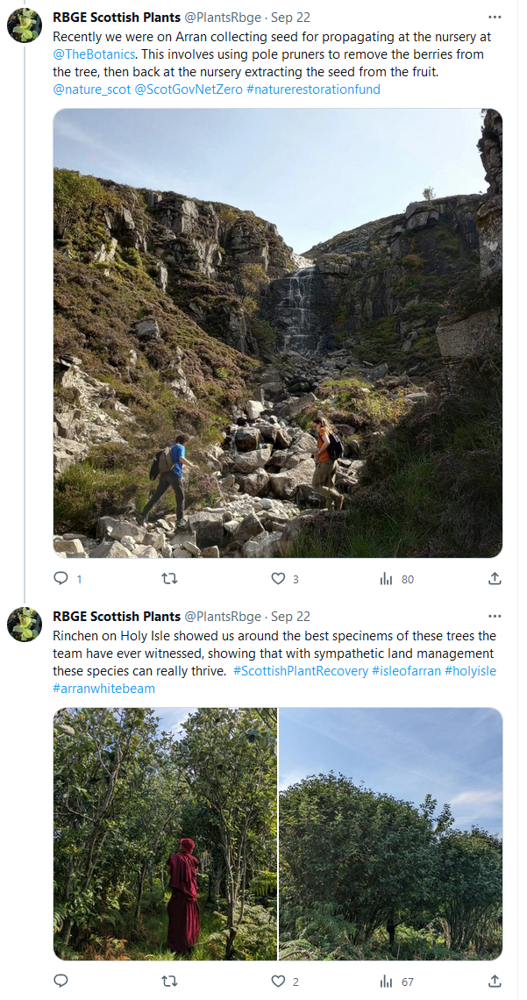 RBGE Scottish Plants @PlantsRbge · Sep 22
Recently we were on Arran collecting seed for propagating at the nursery at
@TheBotanics. This involves using pole pruners to remove the berries from
the tree, then back at the nursery extracting the seed from the fruit.
@nature_scot @ScotGovNetZero #naturerestorationfund
1 3 80
RBGE Scottish Plants @PlantsRbge · Sep 22
Rinchen on Holy Isle showed us around the best specinems of these trees the
team have ever witnessed, showing that with sympathetic land management
these species can really thrive. #ScottishPlantRecovery #isleofarran #holyisle
#arranwhitebeam
2 67